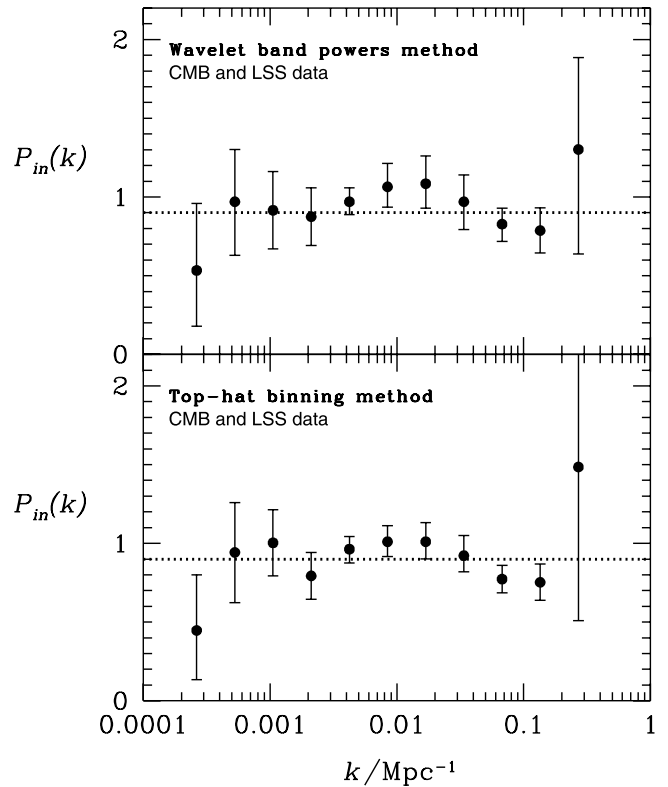 2
Wavelet band powers method
CMB and LSS data
P_in(k)
1
0
2
Top-hat binning method
CMB and LSS data
P_in(k)
1
0
0.0001 0.001 0.01 0.1 1
k/Mpc⁻¹